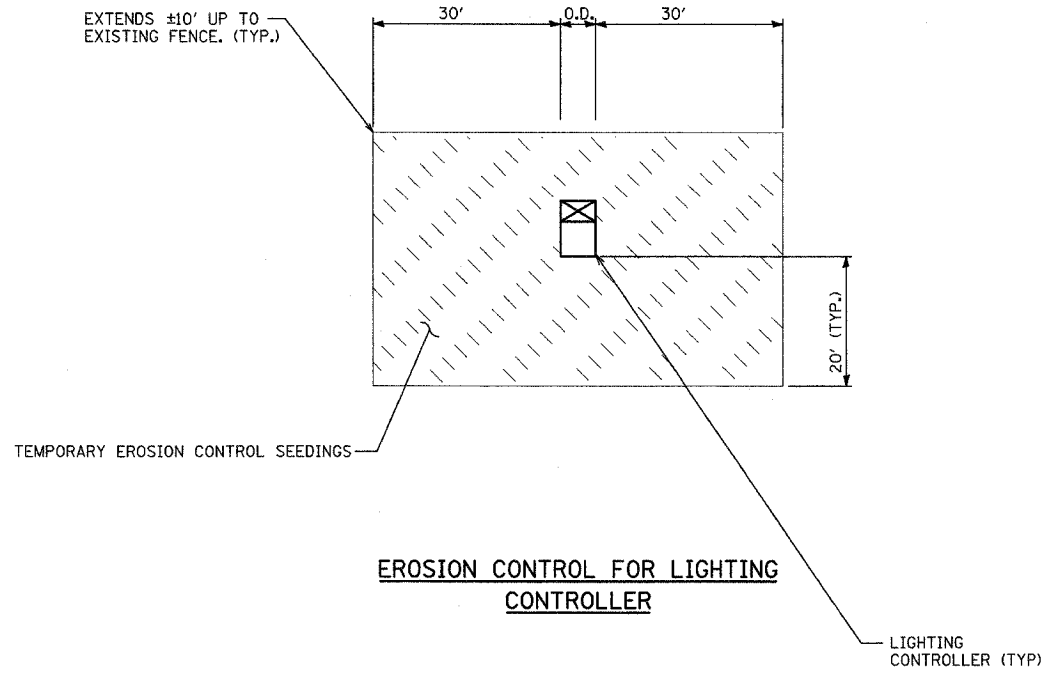 EXTENDS ±10' UP TO
EXISTING FENCE. (TYP.)
30'
O.D.
30'
20' (TYP.)
TEMPORARY EROSION CONTROL SEEDINGS
EROSION CONTROL FOR LIGHTING
CONTROLLER
LIGHTING
CONTROLLER (TYP)